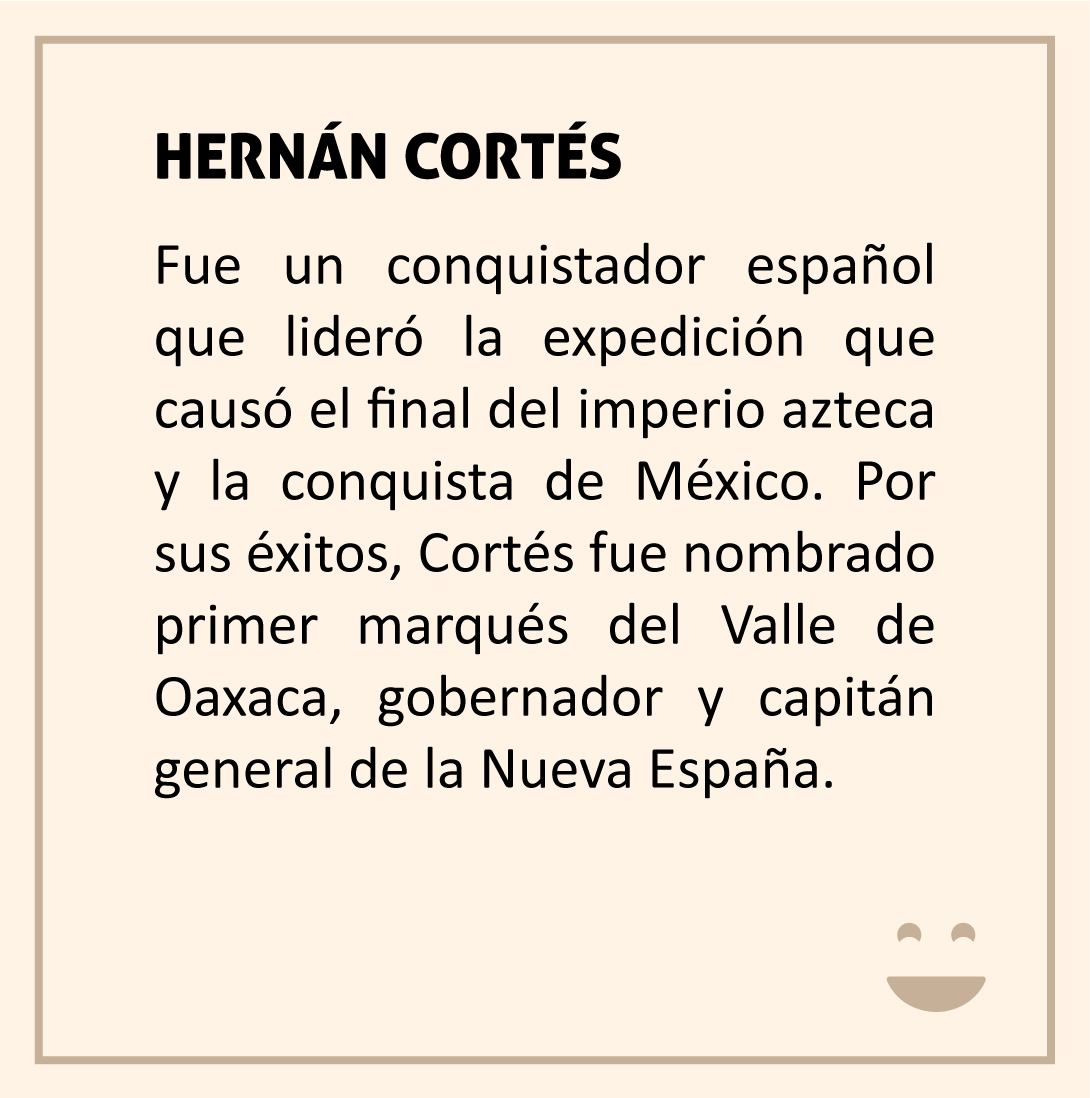 HERNÁN CORTÉS
Fue un conquistador español
que lideró la expedición que
causó el final del imperio azteca
y la conquista de México. Por
sus éxitos, Cortés fue nombrado
primer marqués del Valle de
Oaxaca, gobernador y capitán
general de la Nueva España.